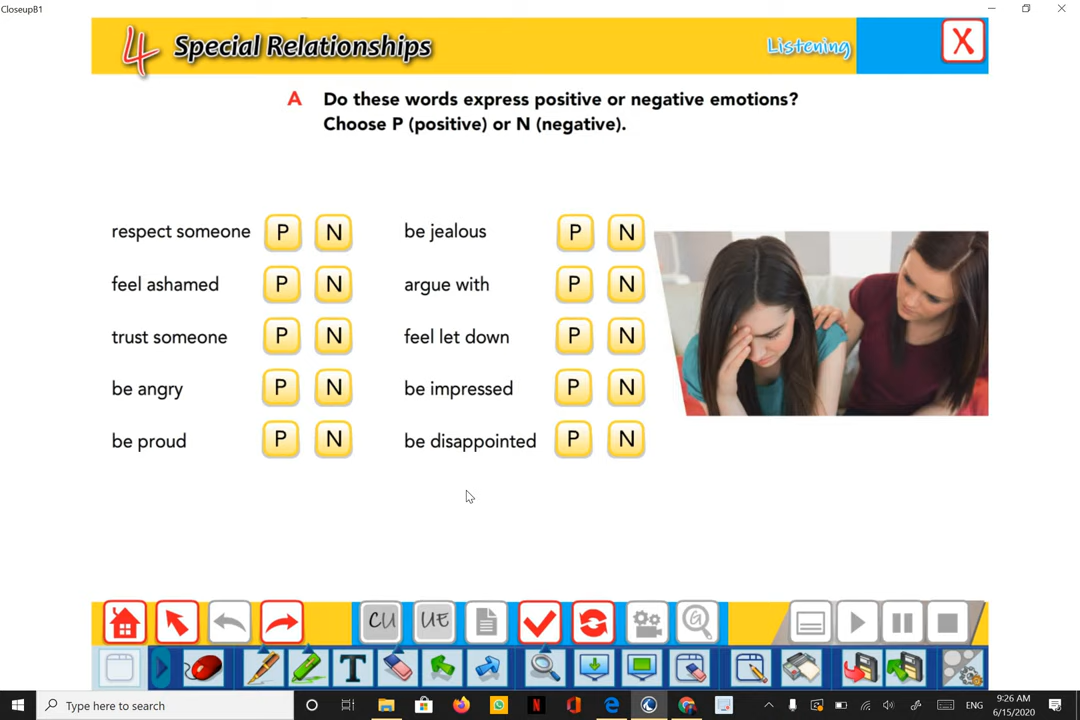 CloseupB1
4 Special Relationships
Listening
X
A Do these words express positive or negative emotions?
Choose P (positive) or N (negative).
respect someone P N
feel ashamed P N
trust someone P N
be angry P N
be proud P N
be jealous P N
argue with P N
feel let down P N
be impressed P N
be disappointed P N
CU
UE
G
T
Type here to search
ENG
9:26 AM
6/15/2020